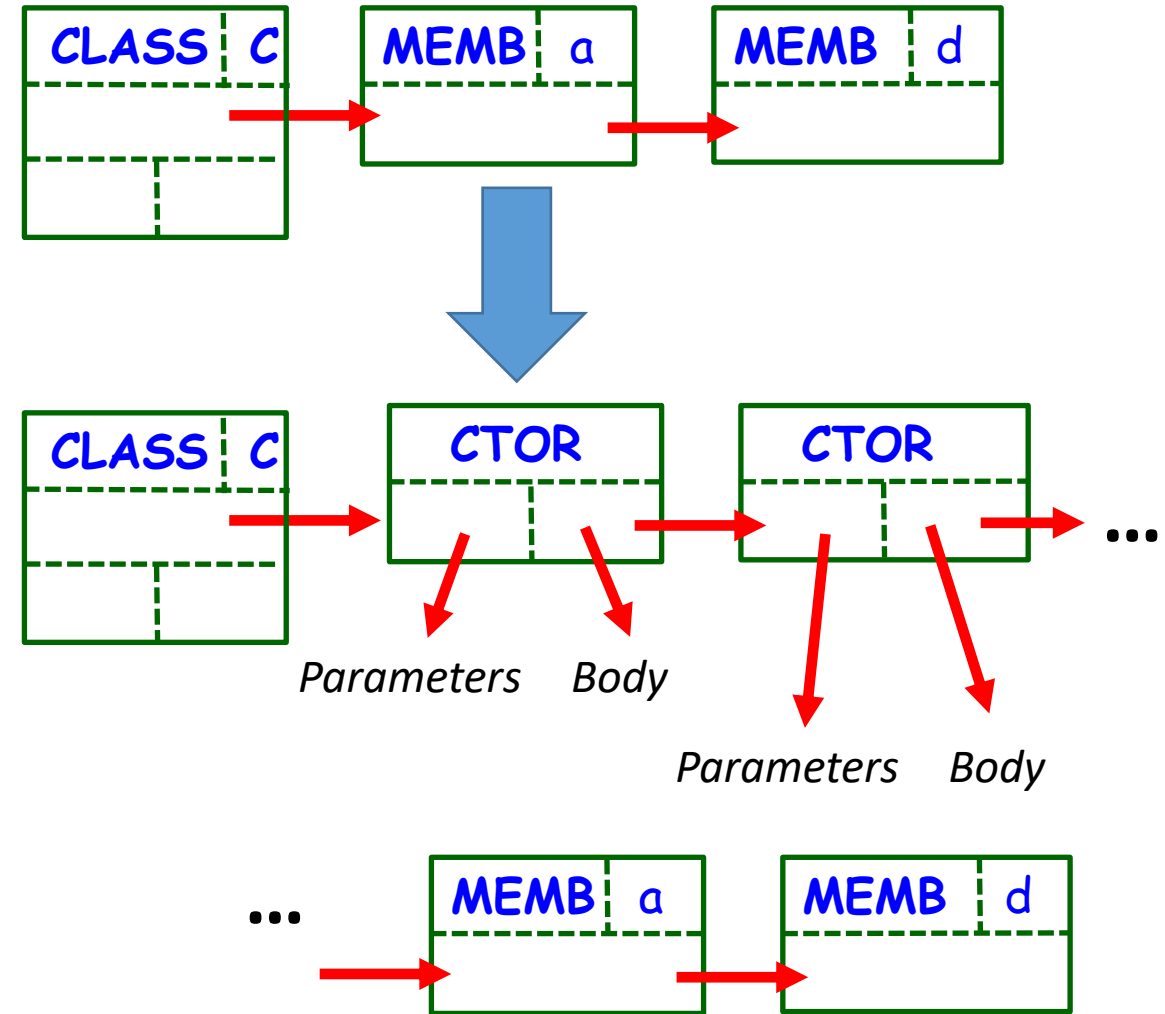 CLASS C MEMB a MEMB d
CLASS C CTOR CTOR
...
Parameters Body
Parameters Body
... MEMB a MEMB d